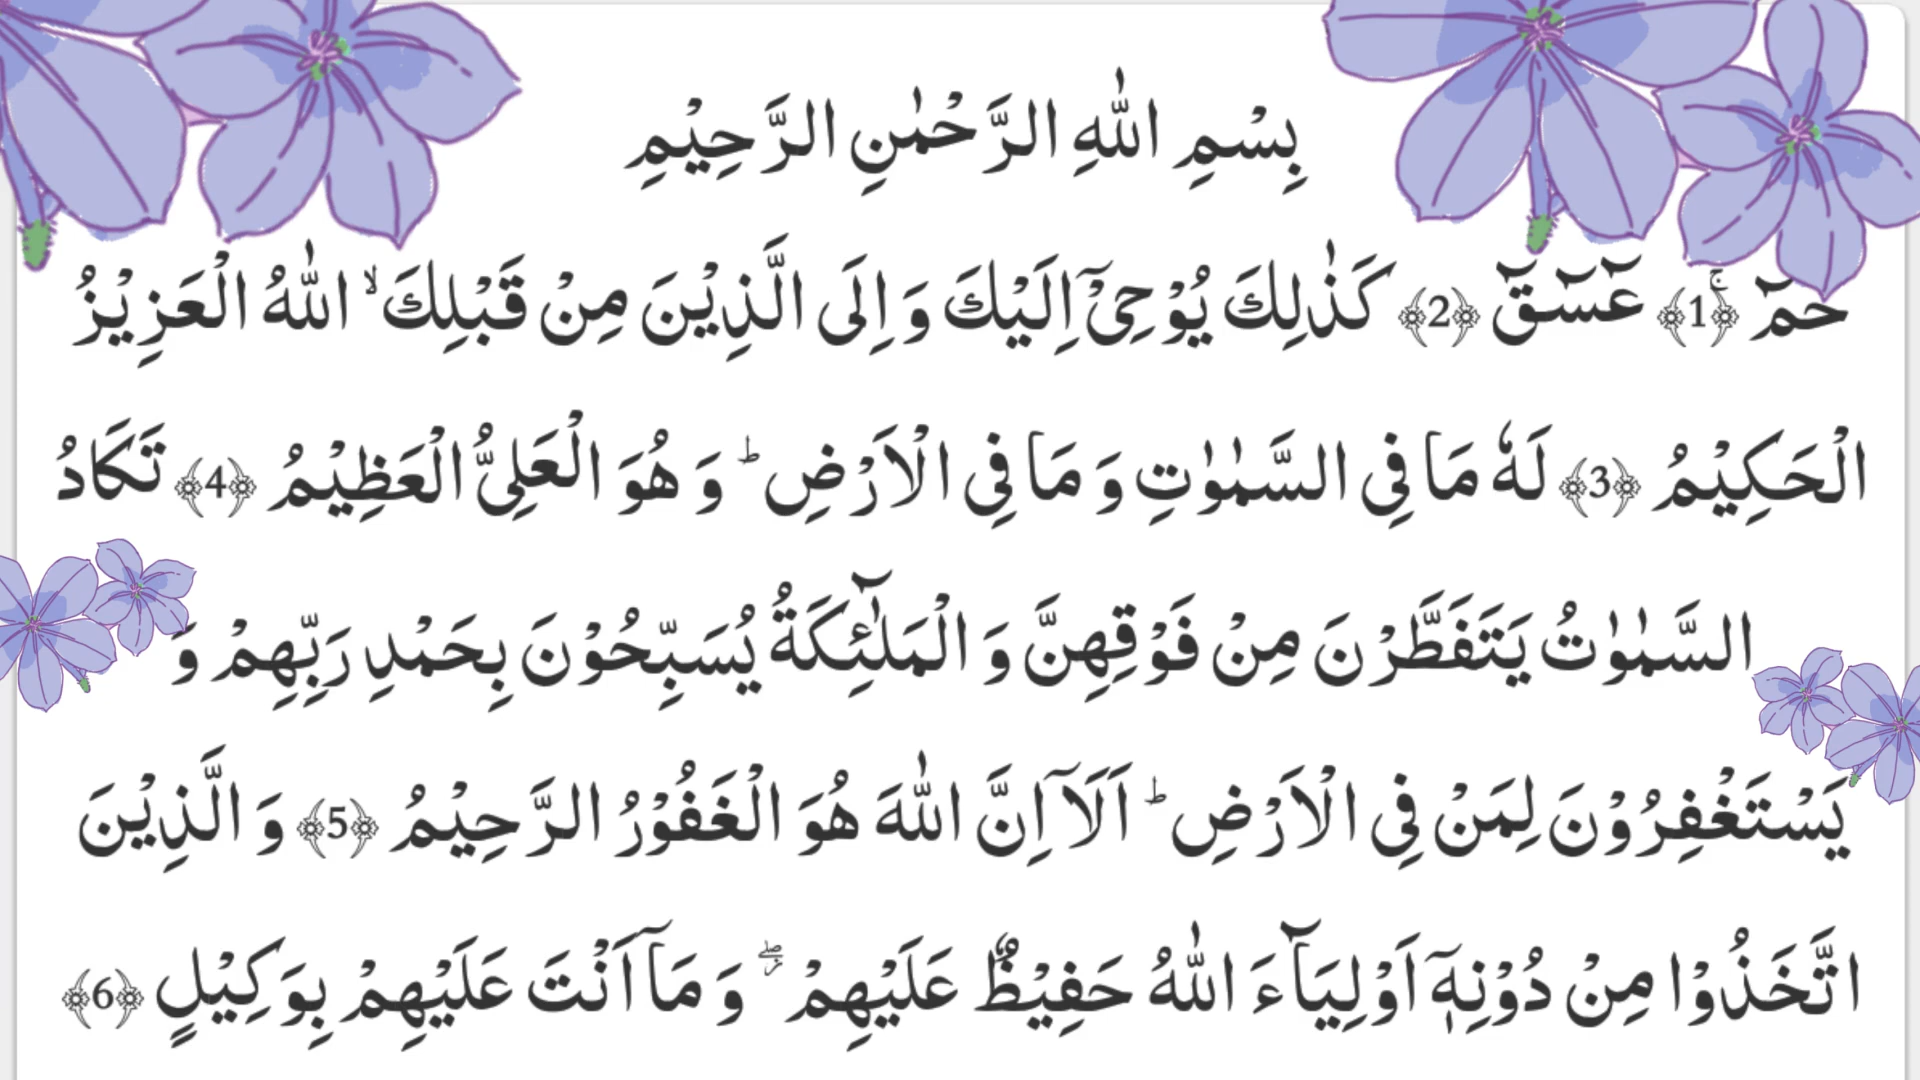 بِسْمِ اللّٰهِ الرَّحْمٰنِ الرَّحِیْمِ
حٰمٓ ۚ﴿1﴾ عٓسٓقٓ ﴿2﴾ كَذٰلِكَ یُوْحِیْۤ اِلَیْكَ وَ اِلَى الَّذِیْنَ مِنْ قَبْلِكَ ۙ اللّٰهُ الْعَزِیْزُ
الْحَكِیْمُ ﴿3﴾ لَهٗ مَا فِی السَّمٰوٰتِ وَ مَا فِی الْاَرْضِ ؕ وَ هُوَ الْعَلِیُّ الْعَظِیْمُ ﴿4﴾ تَكَادُ
السَّمٰوٰتُ یَتَفَطَّرْنَ مِنْ فَوْقِهِنَّ وَ الْمَلٰٓىِٕكَةُ یُسَبِّحُوْنَ بِحَمْدِ رَبِّهِمْ وَ
یَسْتَغْفِرُوْنَ لِمَنْ فِی الْاَرْضِ ؕ اَلَاۤ اِنَّ اللّٰهَ هُوَ الْغَفُوْرُ الرَّحِیْمُ ﴿5﴾ وَ الَّذِیْنَ
اتَّخَذُوْا مِنْ دُوْنِهٖۤ اَوْلِیَآءَ اللّٰهُ حَفِیْظٌ عَلَیْهِمْ ۖؗ وَ مَاۤ اَنْتَ عَلَیْهِمْ بِوَكِیْلٍ ﴿6﴾